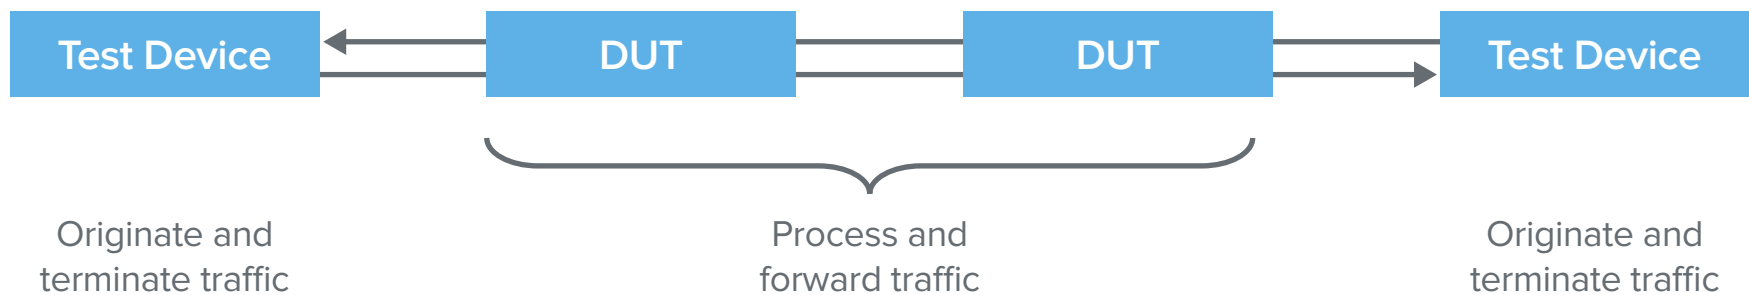 Test Device
DUT
DUT
Test Device
Originate and
terminate traffic
Process and
forward traffic
Originate and
terminate traffic